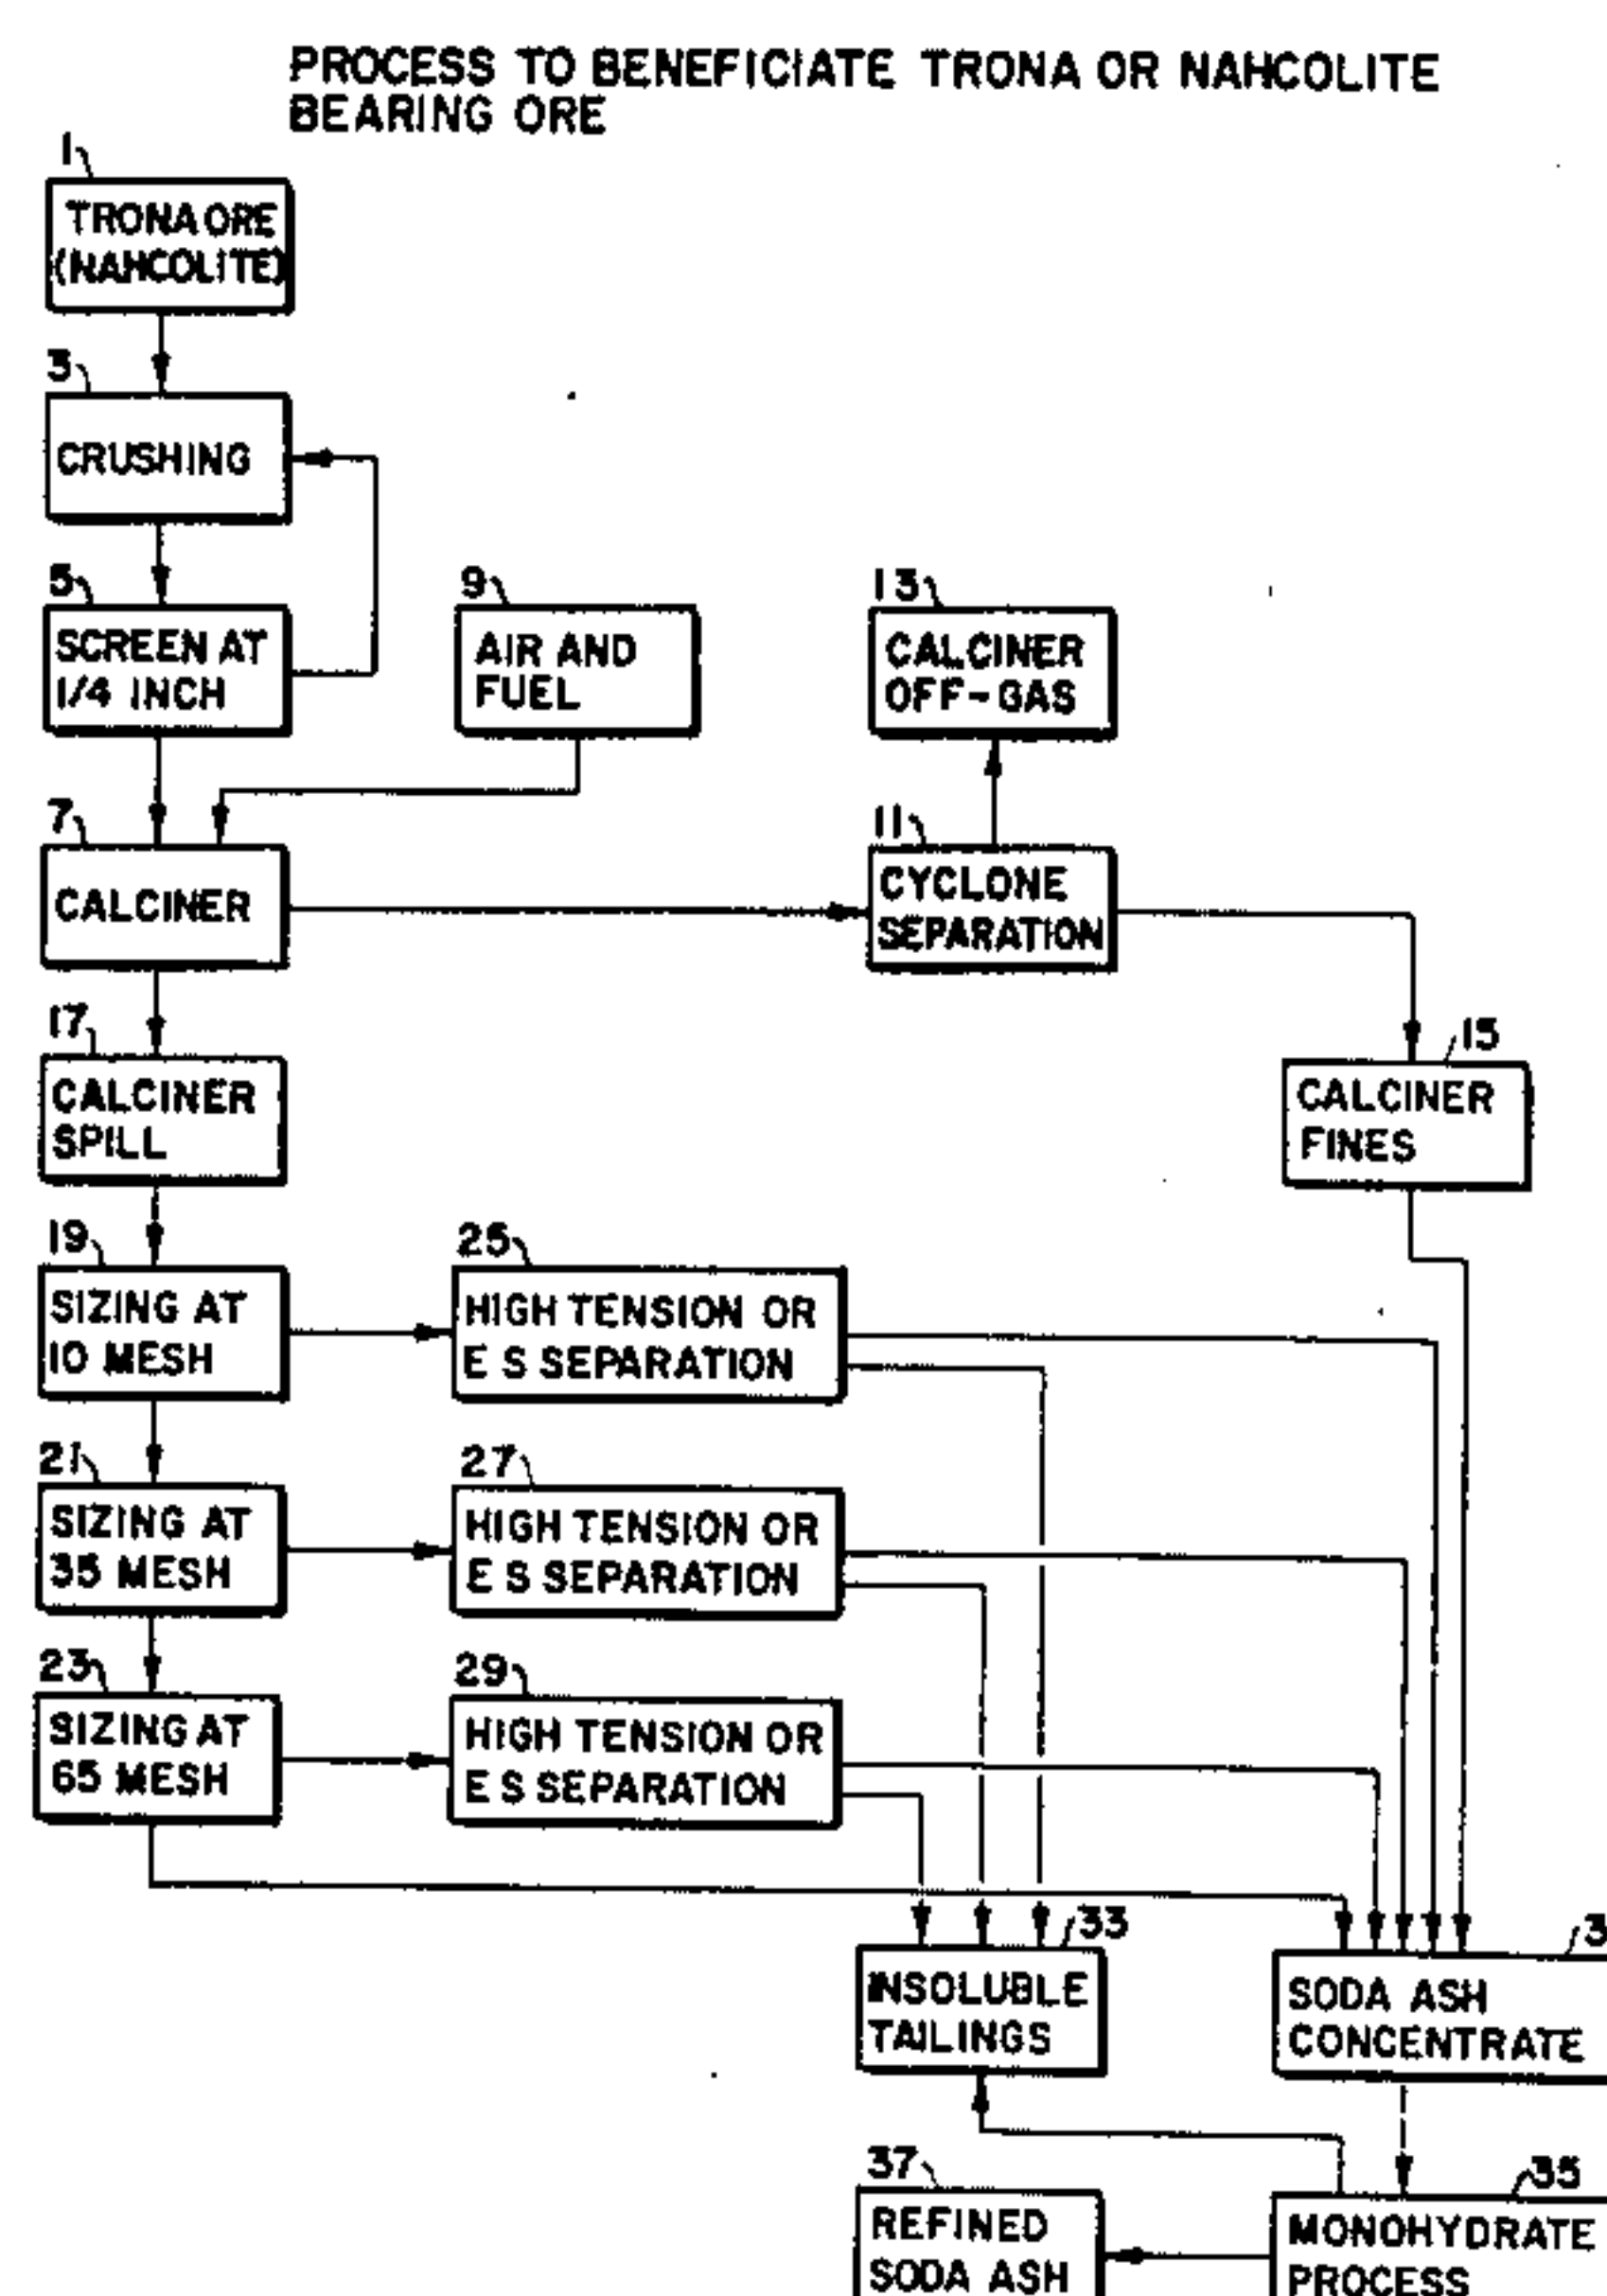 PROCESS TO BENEFICIATE TRONA OR NAHCOLITE
BEARING ORE
1
TRONA ORE
(NAHCOLITE)
3
CRUSHING
5
SCREEN AT
1/4 INCH
9
AIR AND
FUEL
13
CALCINER
OFF-GAS
7
CALCINER
11
CYCLONE
SEPARATION
17
CALCINER
SPILL
15
CALCINER
FINES
19
SIZING AT
10 MESH
25
HIGH TENSION OR
E S SEPARATION
21
SIZING AT
35 MESH
27
HIGH TENSION OR
E S SEPARATION
23
SIZING AT
65 MESH
29
HIGH TENSION OR
E S SEPARATION
33
INSOLUBLE
TAILINGS
SODA ASH
CONCENTRATE
37
REFINED
SODA ASH
35
MONOHYDRATE
PROCESS